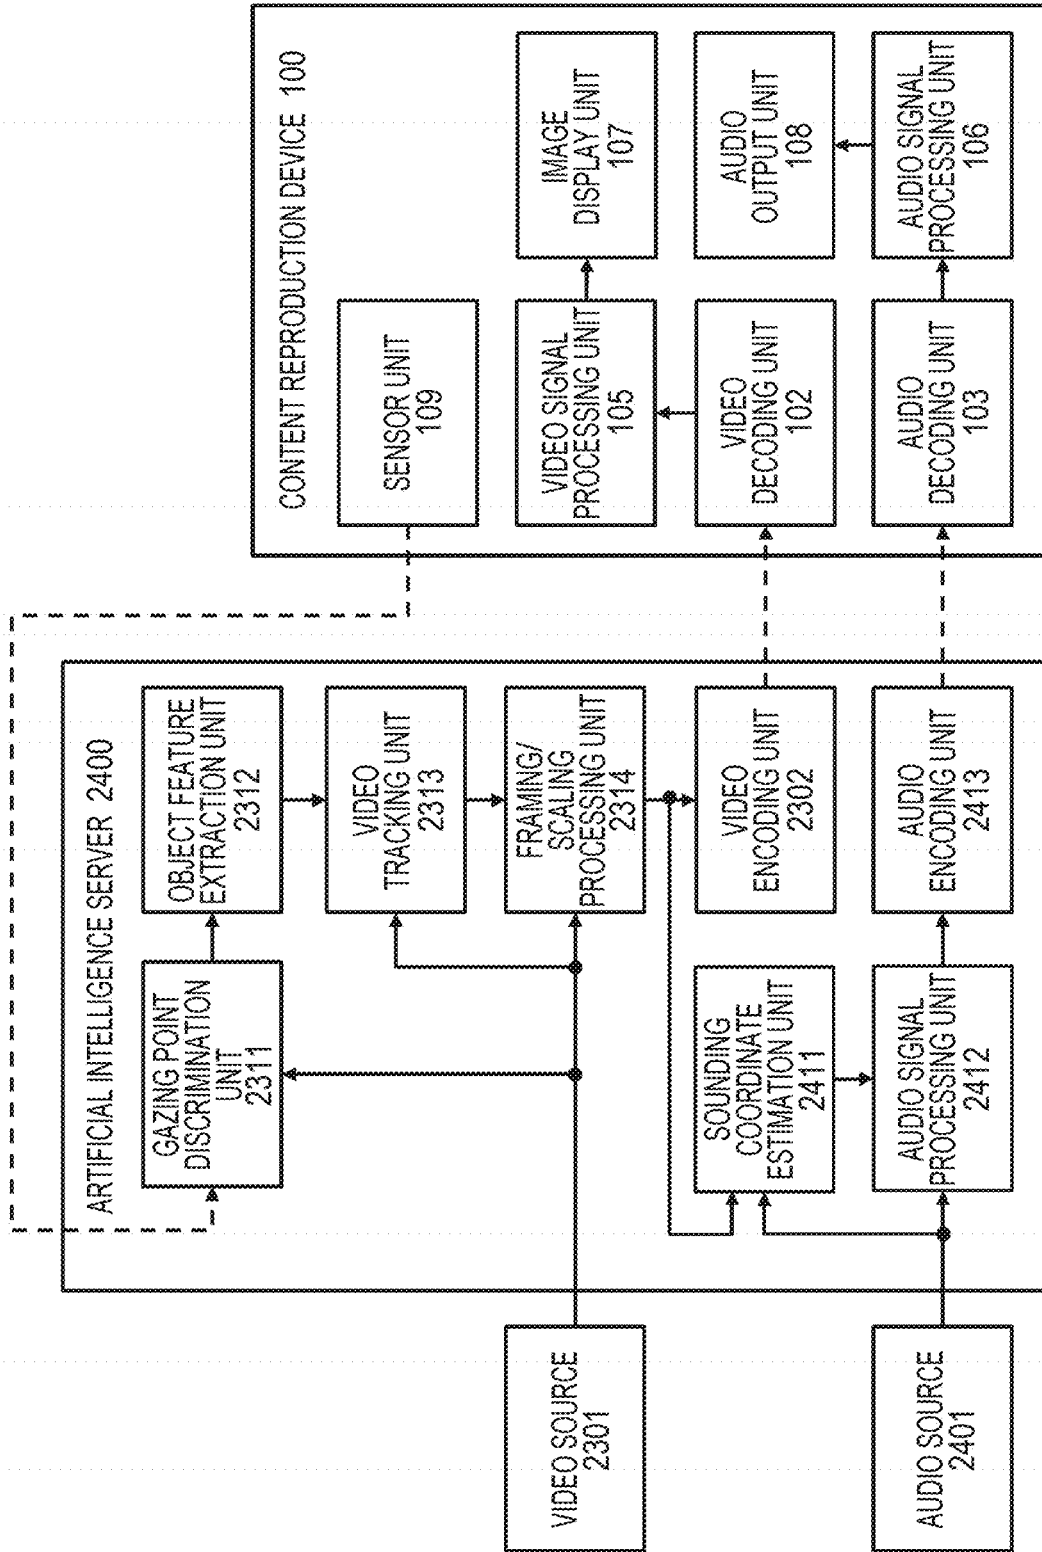 VIDEO SOURCE
2301
AUDIO SOURCE
2401
ARTIFICIAL INTELLIGENCE SERVER 2400
GAZING POINT
DISCRIMINATION
UNIT
2311
OBJECT FEATURE
EXTRACTION UNIT
2312
VIDEO
TRACKING UNIT
2313
FRAMING/
SCALING
PROCESSING UNIT
2314
SOUNDING
COORDINATE
ESTIMATION UNIT
2411
VIDEO
ENCODING UNIT
2302
AUDIO SIGNAL
PROCESSING UNIT
2412
AUDIO
ENCODING UNIT
2413
CONTENT REPRODUCTION DEVICE 100
SENSOR UNIT
109
VIDEO SIGNAL
PROCESSING UNIT
105
IMAGE
DISPLAY UNIT
107
VIDEO
DECODING UNIT
102
AUDIO
OUTPUT UNIT
108
AUDIO
DECODING UNIT
103
AUDIO SIGNAL
PROCESSING UNIT
106